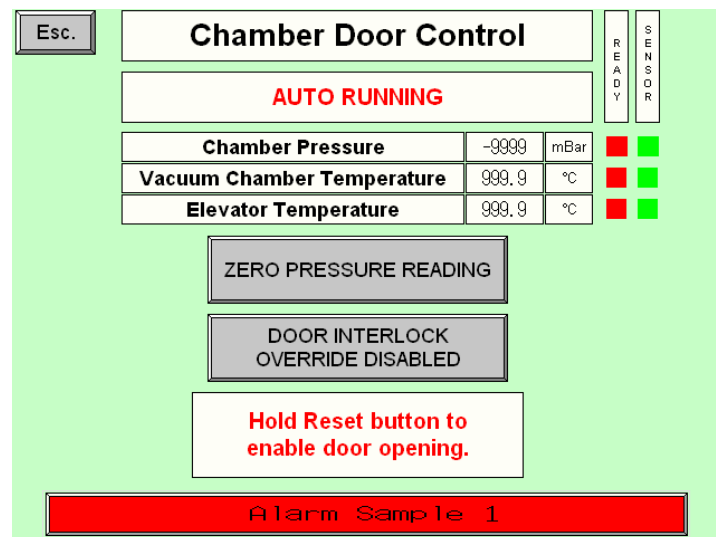 Esc.
Chamber Door Control
READY
SENSOR
AUTO RUNNING
Chamber Pressure -9999 mBar
Vacuum Chamber Temperature 999.9 °C
Elevator Temperature 999.9 °C
ZERO PRESSURE READING
DOOR INTERLOCK
OVERRIDE DISABLED
Hold Reset button to
enable door opening.
Alarm Sample 1